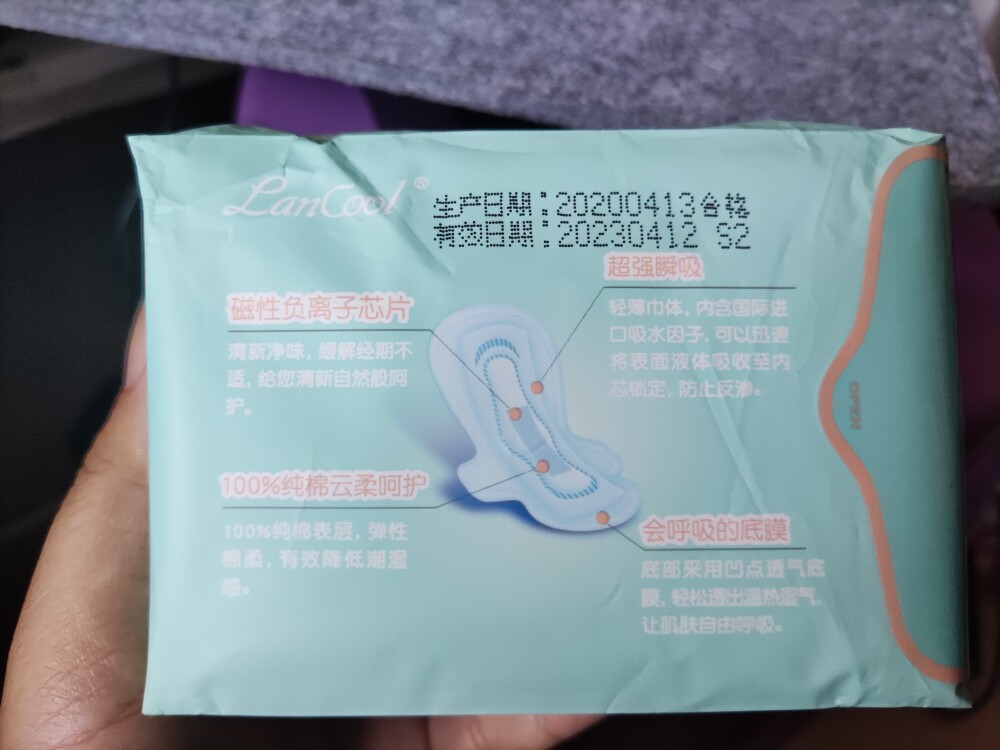 LanCool®
生产日期:20200413合格
有效日期:20230412 S2
超强瞬吸
轻薄巾体，内含国际进
口吸水因子，可以迅速
将表面液体吸收至内
芯锁定，防止反渗。
磁性负离子芯片
清新净味，缓解经期不
适，给您清新自然般呵
护。
100%纯棉云柔呵护
100%纯棉表层，弹性
棉柔，有效降低潮湿
感。
会呼吸的底膜
底部采用凹点透气底
膜，轻松透出湿热湿气，
让肌肤自由呼吸。
OPEN